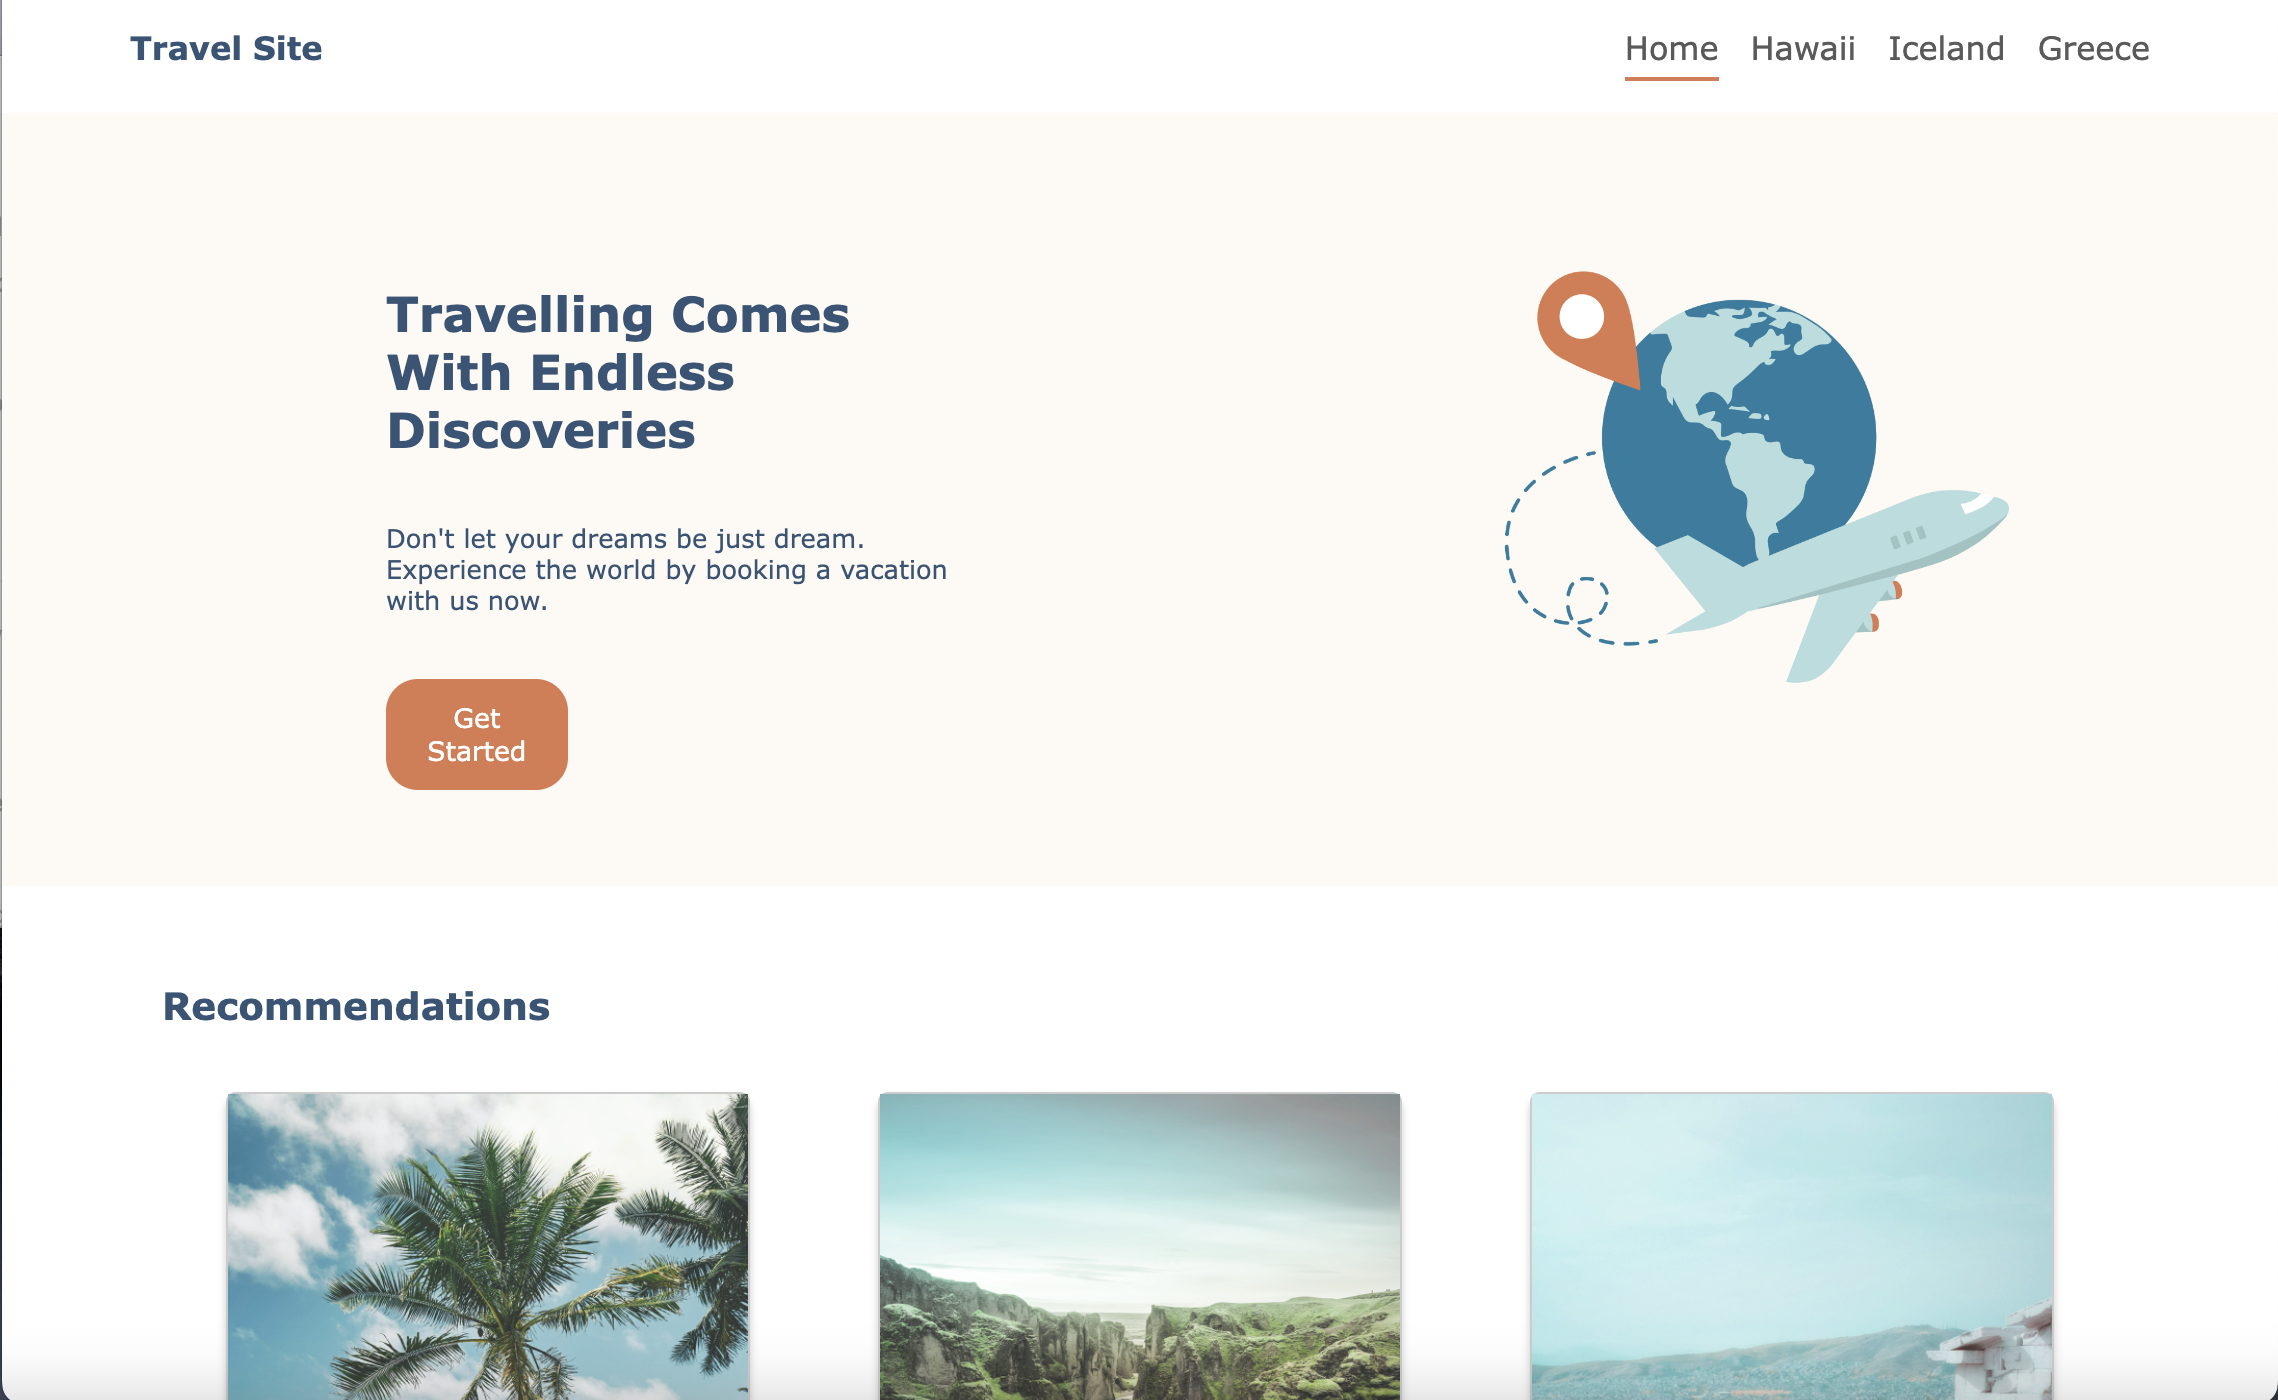 Travel Site
Home Hawaii Iceland Greece
Travelling Comes
With Endless
Discoveries
Don't let your dreams be just dream.
Experience the world by booking a vacation
with us now.
Get
Started
Recommendations